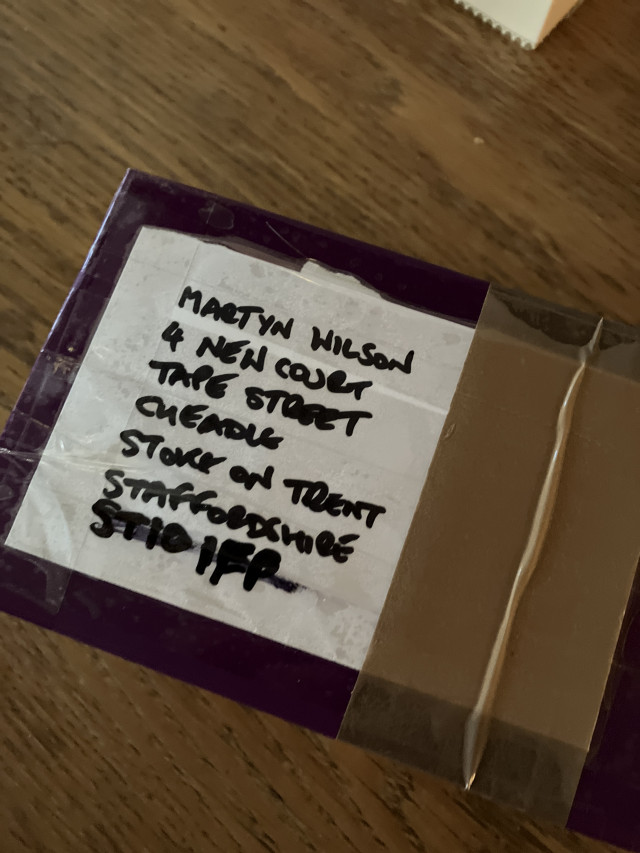 MARTYN WILSON
4 NEW COURT
TAPE STREET
CHEADLE
STOKE ON TRENT
STAFFORDSHIRE
ST10 1FP